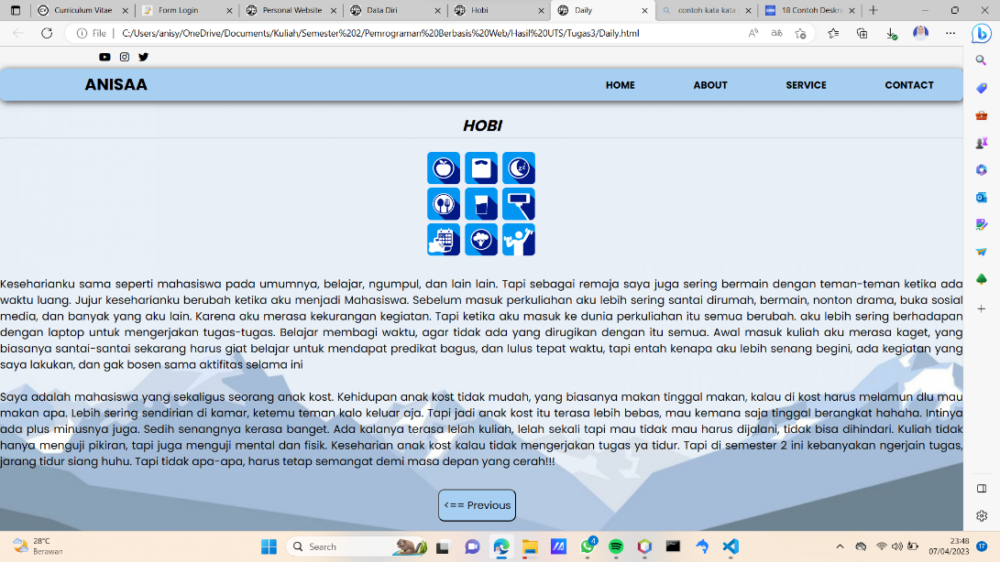 Curriculum Vitae
Form Login
Personal Website
Data Diri
Hobi
Daily
contoh kata kata
18 Contoh Deskri
File
C:/Users/anisy/OneDrive/Documents/Kuliah/Semester%202/Pemrograman%20Berbasis%20Web/Hasil%20UTS/Tugas3/Daily.html
ANISAA
HOME
ABOUT
SERVICE
CONTACT
HOBI
Keseharianku sama seperti mahasiswa pada umumnya, belajar, ngumpul, dan lain lain. Tapi sebagai remaja saya juga sering bermain dengan teman-teman ketika ada
waktu luang. Jujur keseharianku berubah ketika aku menjadi Mahasiswa. Sebelum masuk perkuliahan aku lebih sering santai dirumah, bermain, nonton drama, buka sosial
media, dan banyak yang aku lain. Karena aku merasa kekurangan kegiatan. Tapi ketika aku masuk ke dunia perkuliahan itu semua berubah. aku lebih sering berhadapan
dengan laptop untuk mengerjakan tugas-tugas. Belajar membagi waktu, agar tidak ada yang dirugikan dengan itu semua. Awal masuk kuliah aku merasa kaget, yang
biasanya santai-santai sekarang harus giat belajar untuk mendapat predikat bagus, dan lulus tepat waktu, tapi entah kenapa aku lebih senang begini, ada kegiatan yang
saya lakukan, dan gak bosen sama aktifitas selama ini
Saya adalah mahasiswa yang sekaligus seorang anak kost. Kehidupan anak kost tidak mudah, yang biasanya makan tinggal makan, kalau di kost harus melamun dlu mau
makan apa. Lebih sering sendirian di kamar, ketemu teman kalo keluar aja. Tapi jadi anak kost itu terasa lebih bebas, mau kemana saja tinggal berangkat hahaha. Intinya
ada plus minusnya juga. Sedih senangnya kerasa banget. Ada kalanya terasa lelah kuliah, lelah sekali tapi mau tidak mau harus dijalani, tidak bisa dihindari. Kuliah tidak
hanya menguji pikiran, tapi juga menguji mental dan fisik. Keseharian anak kost kalau tidak mengerjakan tugas ya tidur. Tapi di semester 2 ini kebanyakan ngerjain tugas,
jarang tidur siang huhu. Tapi tidak apa-apa, harus tetap semangat demi masa depan yang cerah!!!
<== Previous
28°C
Berawan
Search
4
23:48
07/04/2023
17